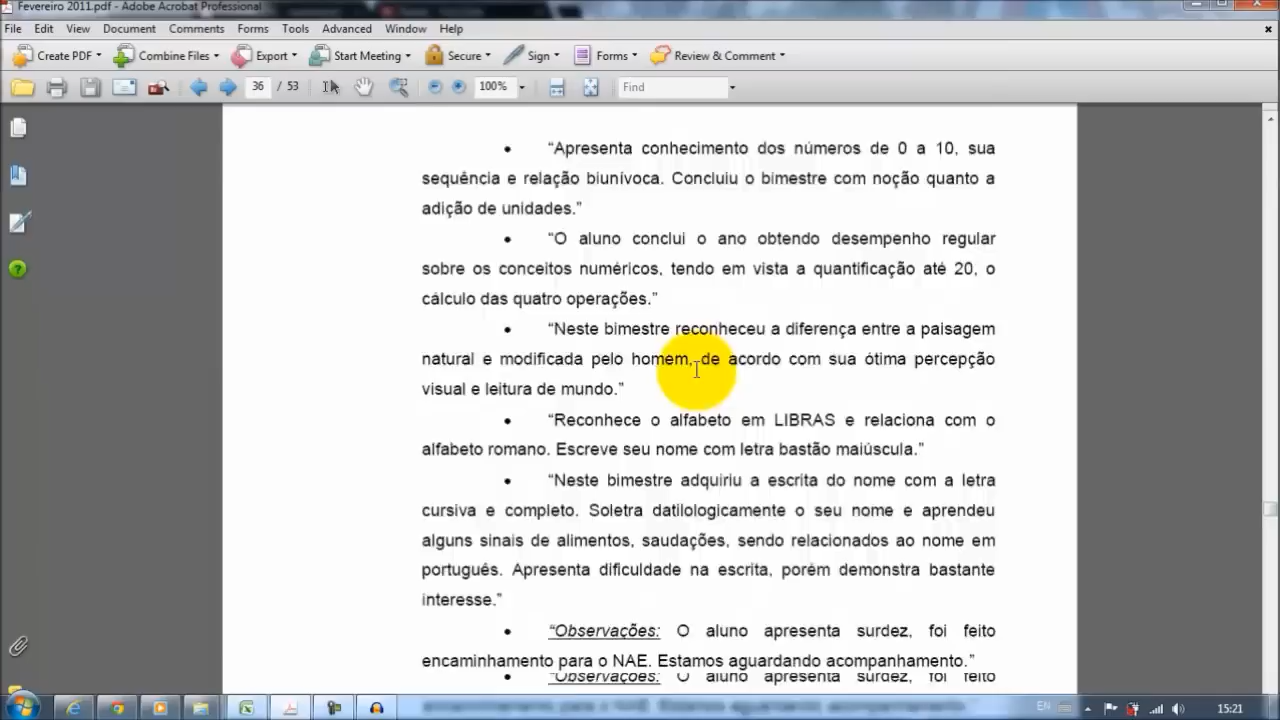 Fevereiro 2011.pdf - Adobe Acrobat Professional
File Edit View Document Comments Forms Tools Advanced Window Help
Create PDF Combine Files Export Start Meeting Secure Sign Forms Review & Comment
36 / 53 100% Find
• “Apresenta conhecimento dos números de 0 a 10, sua
sequência e relação biunívoca. Concluiu o bimestre com noção quanto a
adição de unidades.”
• “O aluno conclui o ano obtendo desempenho regular
sobre os conceitos numéricos, tendo em vista a quantificação até 20, o
cálculo das quatro operações.”
• “Neste bimestre reconheceu a diferença entre a paisagem
natural e modificada pelo homem, de acordo com sua ótima percepção
visual e leitura de mundo.”
• “Reconhece o alfabeto em LIBRAS e relaciona com o
alfabeto romano. Escreve seu nome com letra bastão maiúscula.”
• “Neste bimestre adquiriu a escrita do nome com a letra
cursiva e completo. Soletra datilologicamente o seu nome e aprendeu
alguns sinais de alimentos, saudações, sendo relacionados ao nome em
português. Apresenta dificuldade na escrita, porém demonstra bastante
interesse.”
• “Observações: O aluno apresenta surdez, foi feito
encaminhamento para o NAE. Estamos aguardando acompanhamento.”
• “Observações: O aluno apresenta surdez, foi feito
EN 15:21